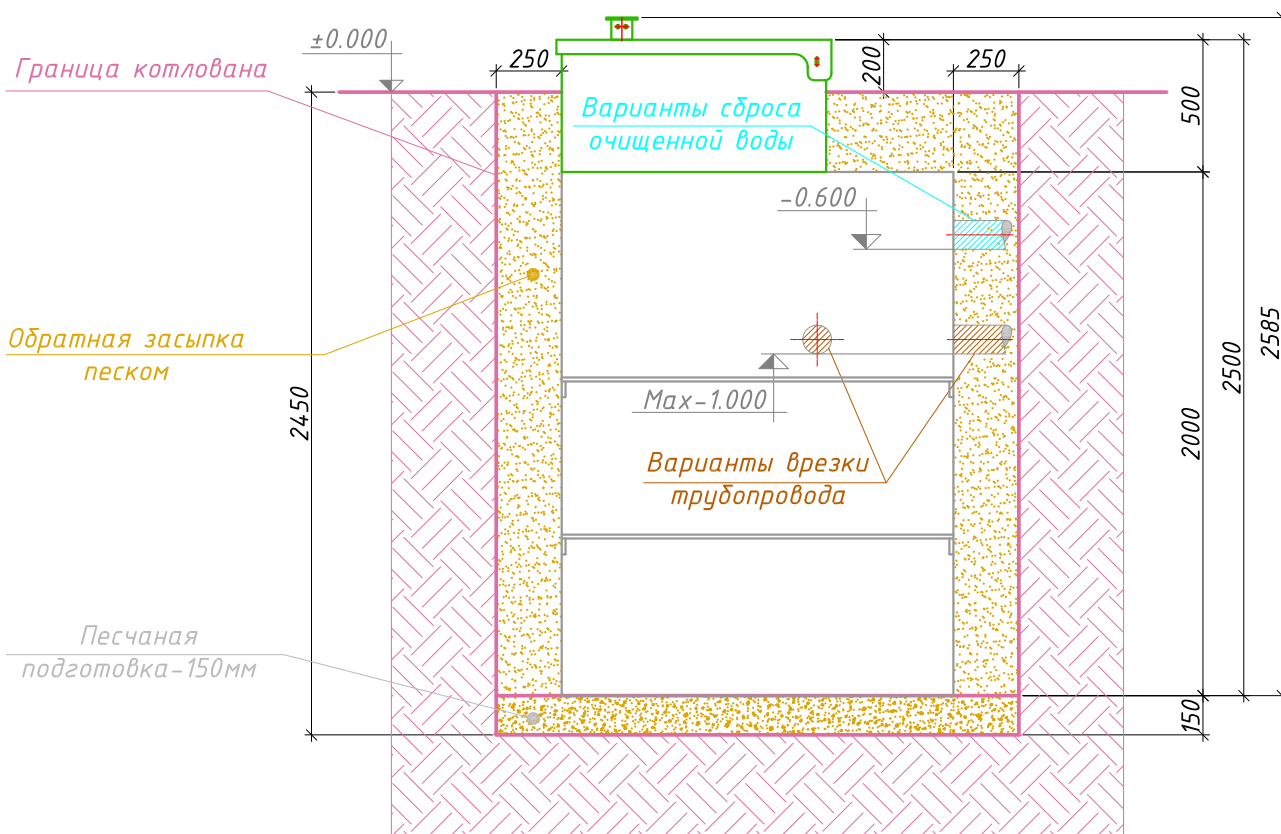 ±0.000
Граница котлована
250
200
250
500
Варианты сброса
очищенной воды
-0.600
Обратная засыпка
песком
2450
Max-1.000
2585
2500
2000
Варианты врезки
трубопровода
Песчаная
подготовка-150мм
150